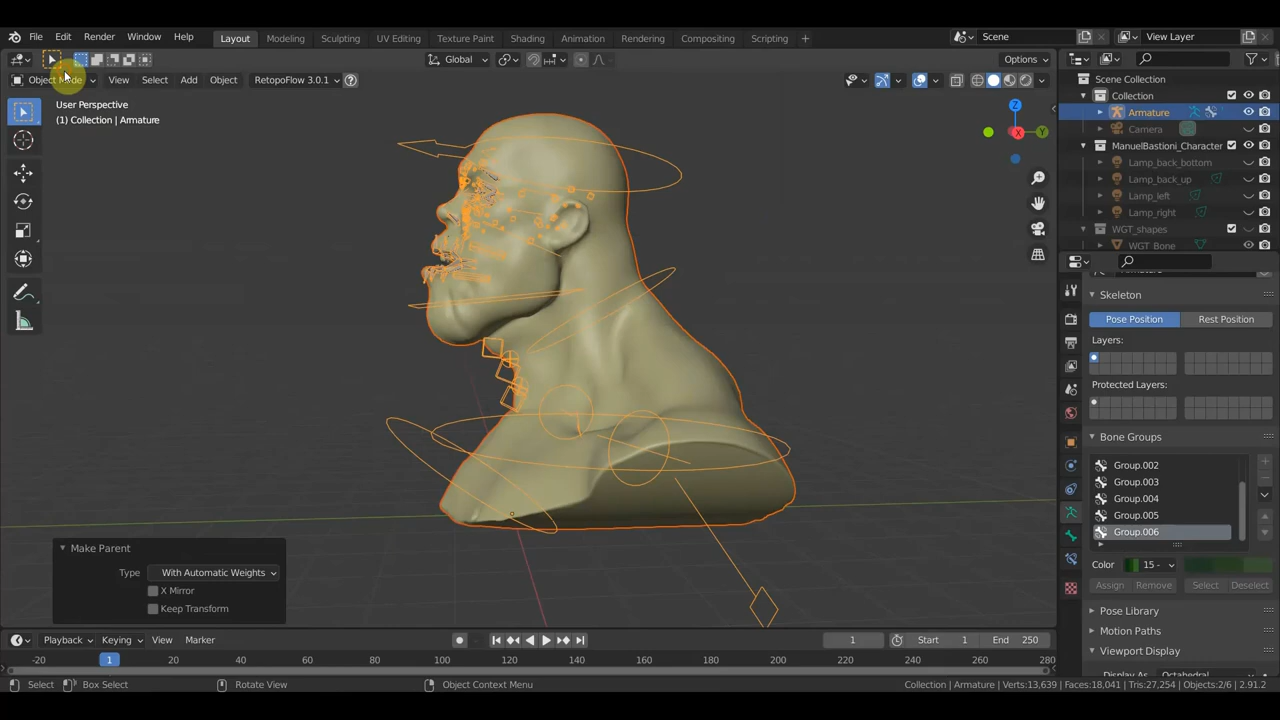 File Edit Render Window Help Layout Modeling Sculpting UV Editing Texture Paint Shading Animation Rendering Compositing Scripting + Scene View Layer
Global Options
Object Mode View Select Add Object RetopoFlow 3.0.1
User Perspective
(1) Collection | Armature
Scene Collection
Collection
Armature
Camera
ManuelBastioni_Character
Lamp_back_bottom
Lamp_back_up
Lamp_left
Lamp_right
WGT_shapes
WGT Bone
Skeleton
Pose Position Rest Position
Layers:
Protected Layers:
Bone Groups
Group.002
Group.003
Group.004
Group.005
Group.006
Color 15 -
Assign Remove Select Deselect
Pose Library
Motion Paths
Viewport Display
Display As Octahedral
Make Parent
Type With Automatic Weights
X Mirror
Keep Transform
X Y Z
Playback Keying View Marker 1 Start 1 End 250
-20 1 20 40 60 80 100 120 140 160 180 200 220 240 260 280
Select Box Select Rotate View Object Context Menu Collection | Armature | Verts:13,639 | Faces:18,041 | Tris:27,254 | Objects:2/6 | 2.91.2